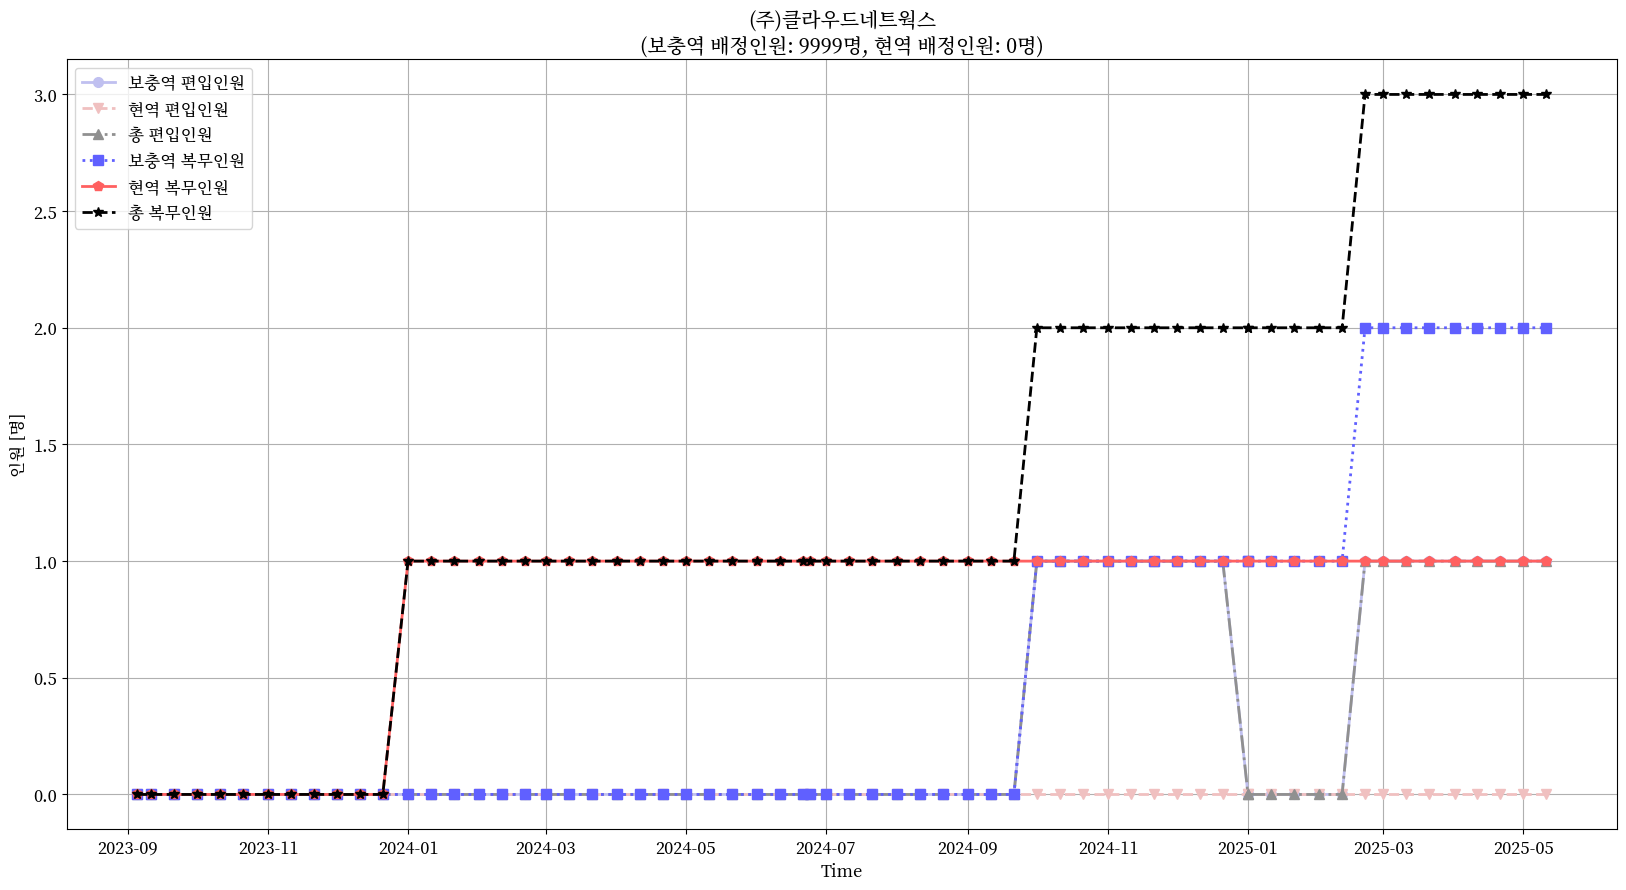 (주)클라우드네트웍스
(보충역 배정인원: 9999명, 현역 배정인원: 0명)
보충역 편입인원
현역 편입인원
총 편입인원
보충역 복무인원
현역 복무인원
총 복무인원
인원 [명]
3.0
2.5
2.0
1.5
1.0
0.5
0.0
2023-09 2023-11 2024-01 2024-03 2024-05 2024-07 2024-09 2024-11 2025-01 2025-03 2025-05
Time